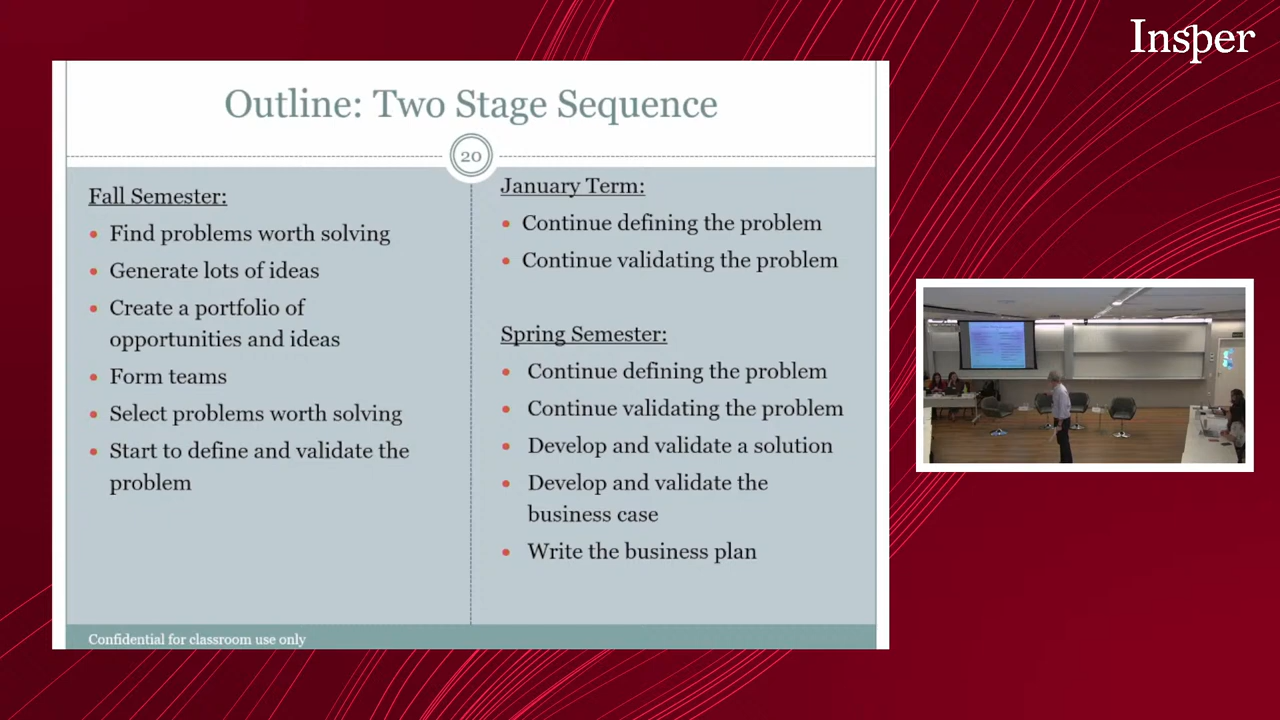 Insper
Outline: Two Stage Sequence
20
Fall Semester:
• Find problems worth solving
• Generate lots of ideas
• Create a portfolio of
opportunities and ideas
• Form teams
• Select problems worth solving
• Start to define and validate the
problem
January Term:
• Continue defining the problem
• Continue validating the problem
Spring Semester:
• Continue defining the problem
• Continue validating the problem
• Develop and validate a solution
• Develop and validate the
business case
• Write the business plan
Confidential for classroom use only